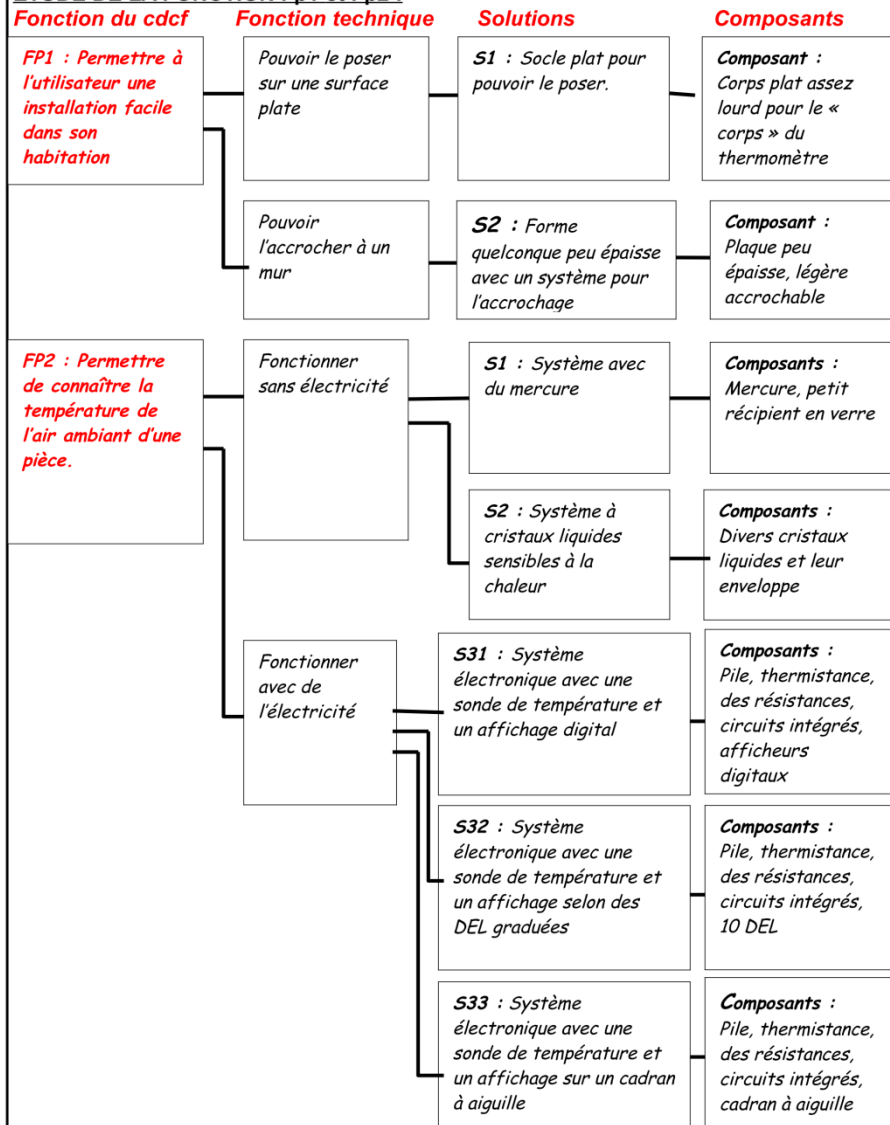 Fonction du cdcf
Fonction technique
Solutions
Composants
FP1 : Permettre à
l'utilisateur une
installation facile
dans son
habitation
Pouvoir le poser
sur une surface
plate
S1 : Socle plat pour
pouvoir le poser.
Composant :
Corps plat assez
lourd pour le «
corps » du
thermomètre
Pouvoir
l'accrocher à un
mur
S2 : Forme
quelconque peu épaisse
avec un système pour
l'accrochage
Composant :
Plaque peu
épaisse, légère
accrochable
FP2 : Permettre
de connaître la
température de
l'air ambiant d'une
pièce.
Fonctionner
sans électricité
S1 : Système avec
du mercure
Composants :
Mercure, petit
récipient en verre
S2 : Système à
cristaux liquides
sensibles à la
chaleur
Composants :
Divers cristaux
liquides et leur
enveloppe
Fonctionner
avec de
l'électricité
S31 : Système
électronique avec une
sonde de température et
un affichage digital
Composants :
Pile, thermistance,
des résistances,
circuits intégrés,
afficheurs
digitaux
S32 : Système
électronique avec une
sonde de température et
un affichage selon des
DEL graduées
Composants :
Pile, thermistance,
des résistances,
circuits intégrés,
10 DEL
S33 : Système
électronique avec une
sonde de température et
un affichage sur un cadran
à aiguille
Composants :
Pile, thermistance,
des résistances,
circuits intégrés,
cadran à aiguille